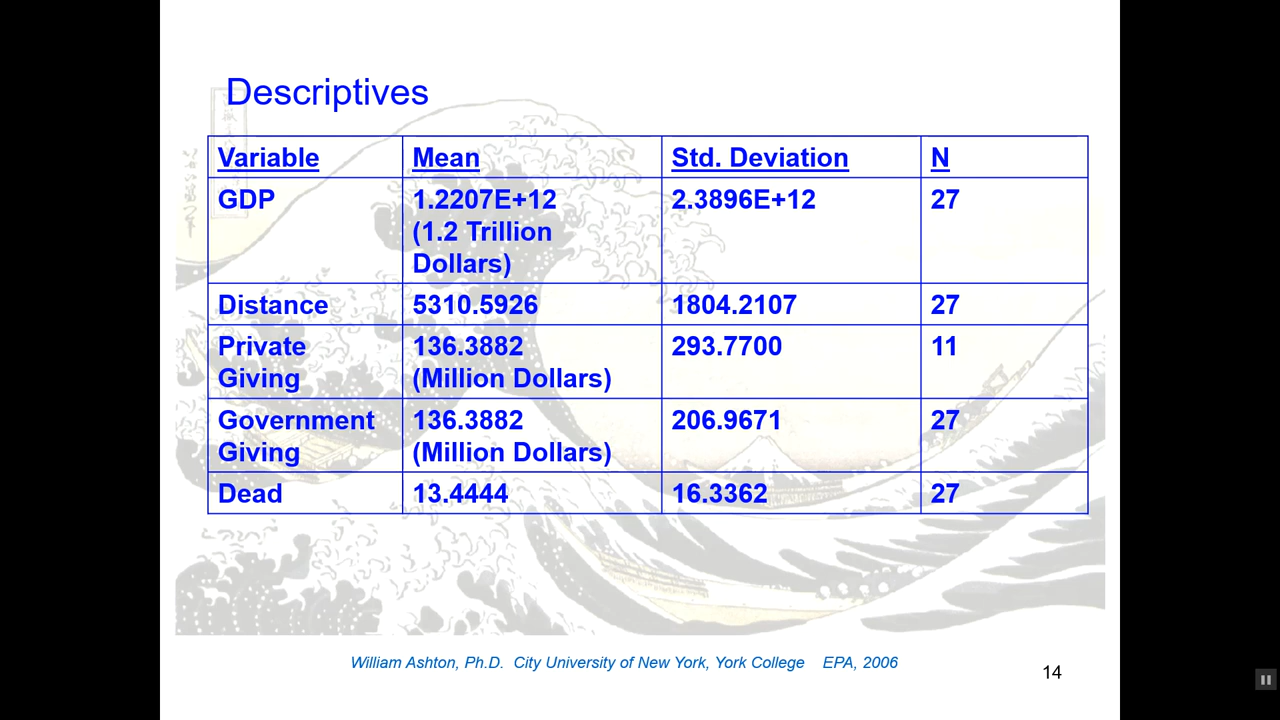 Descriptives
Variable Mean Std. Deviation N
GDP 1.2207E+12 2.3896E+12 27
(1.2 Trillion
Dollars)
Distance 5310.5926 1804.2107 27
Private 136.3882 293.7700 11
Giving (Million Dollars)
Government 136.3882 206.9671 27
Giving (Million Dollars)
Dead 13.4444 16.3362 27
William Ashton, Ph.D. City University of New York, York College EPA, 2006
14